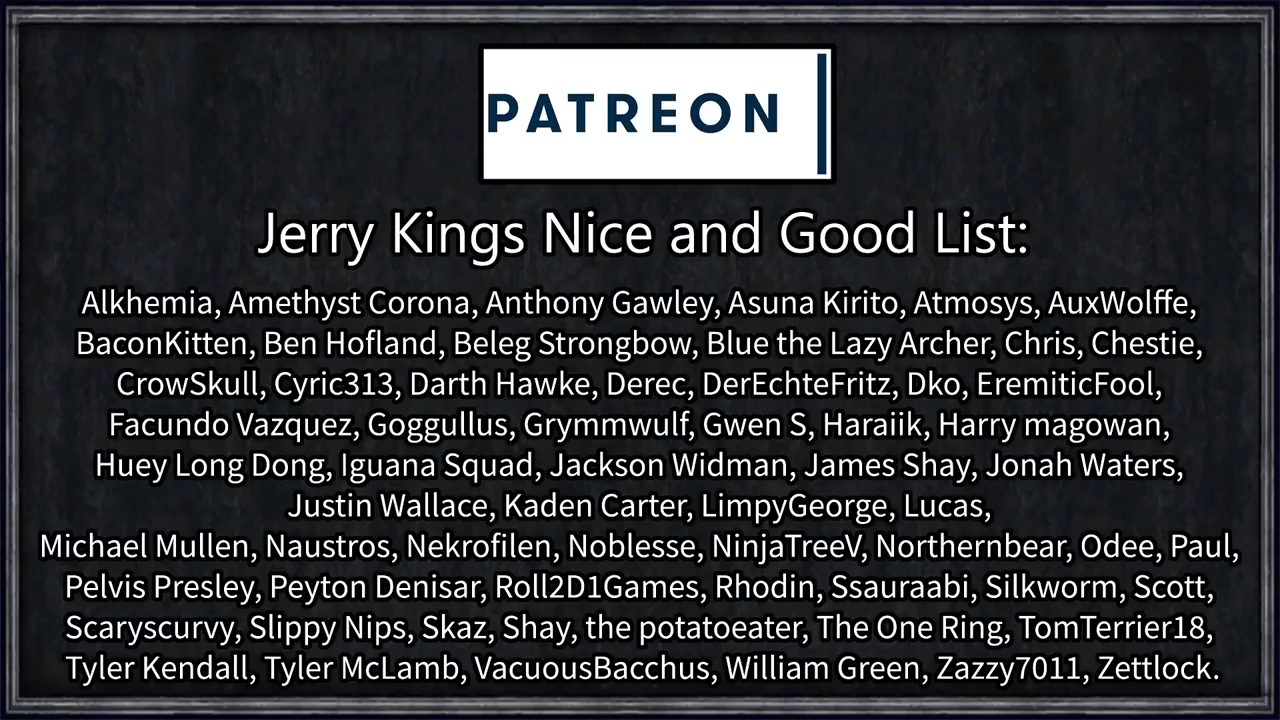 PATREON
Jerry Kings Nice and Good List:
Alkhemia, Amethyst Corona, Anthony Gawley, Asuna Kirito, Atmosys, AuxWolffe,
BaconKitten, Ben Hofland, Beleg Strongbow, Blue the Lazy Archer, Chris, Chestie,
CrowSkull, Cyric313, Darth Hawke, Derec, DerEchteFritz, Dko, EremiticFool,
Facundo Vazquez, Goggullus, Grymmwulf, Gwen S, Haraiik, Harry magowan,
Huey Long Dong, Iguana Squad, Jackson Widman, James Shay, Jonah Waters,
Justin Wallace, Kaden Carter, LimpyGeorge, Lucas,
Michael Mullen, Naustros, Nekrofilen, Noblesse, NinjaTreeV, Northernbear, Odee, Paul,
Pelvis Presley, Peyton Denisar, Roll2D1Games, Rhodin, Ssauraabi, Silkworm, Scott,
Scaryscurvy, Slippy Nips, Skaz, Shay, the potatoeater, The One Ring, TomTerrier18,
Tyler Kendall, Tyler McLamb, VacuousBacchus, William Green, Zazzy7011, Zettlock.